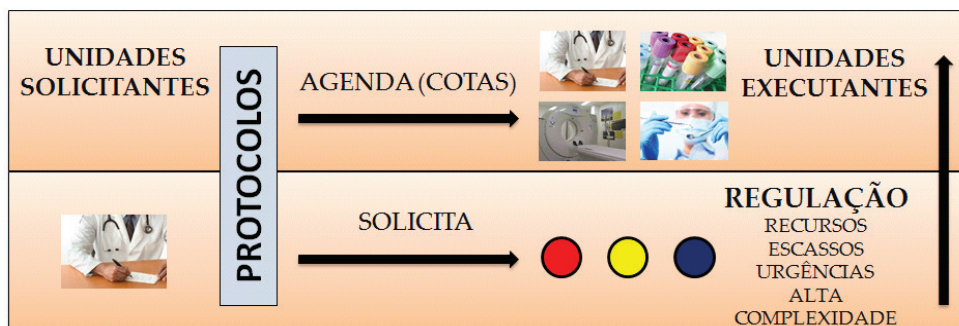 UNIDADES
SOLICITANTES
PROTOCOLOS
AGENDA (COTAS)
UNIDADES
EXECUTANTES
SOLICITA
REGULAÇÃO
RECURSOS
ESCASSOS
URGÊNCIAS
ALTA
COMPLEXIDADE